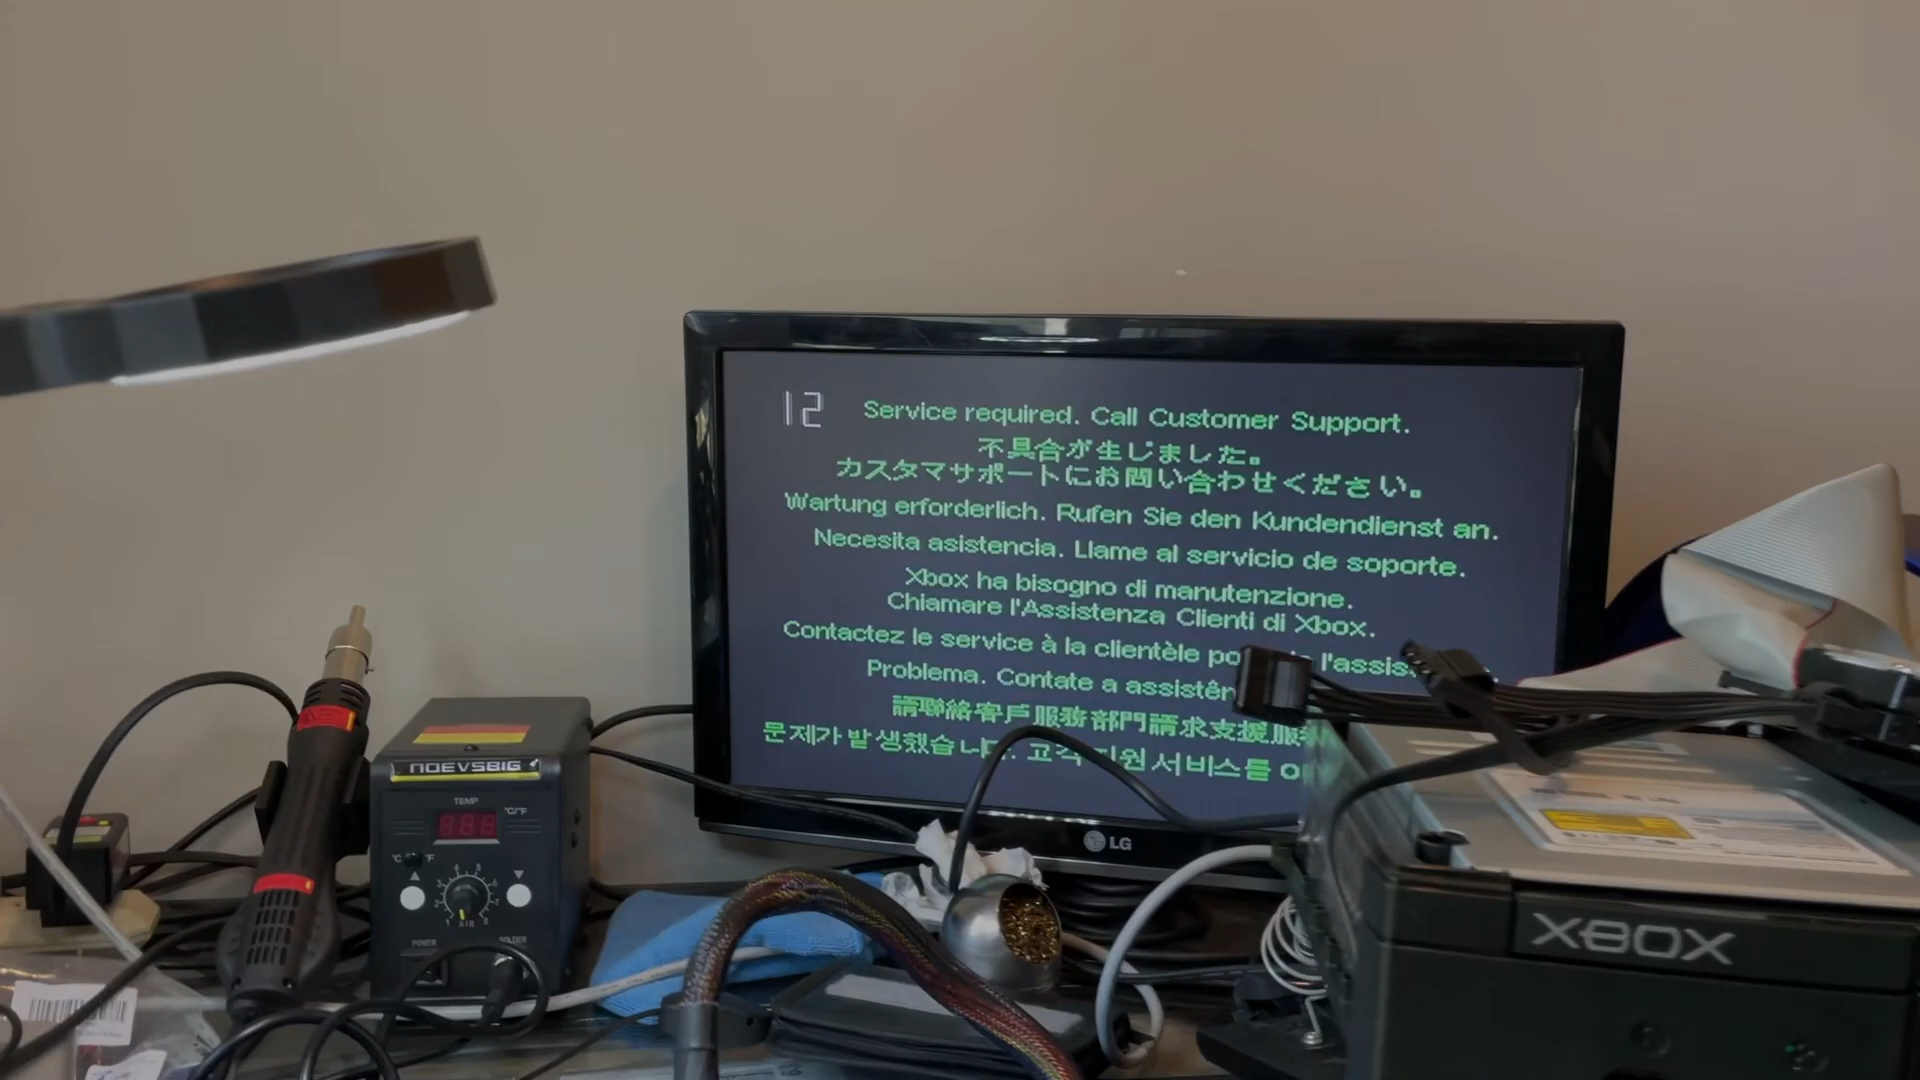 12
Service required. Call Customer Support.
不具合が生じました。
カスタマサポートにお問い合わせください。
Wartung erforderlich. Rufen Sie den Kundendienst an.
Necesita asistencia. Llame al servicio de soporte.
Xbox ha bisogno di manutenzione.
Chiamare l'Assistenza Clienti di Xbox.
Contactez le service à la clientèle
Problema. Contate a
請聯絡客戶服務部門請求支援
문제가 발생했습니다. 서비스를
LG
NOEVSBIG
TEMP
°C/°F
°C °F
AIR
POWER
SOLDER
XBOX